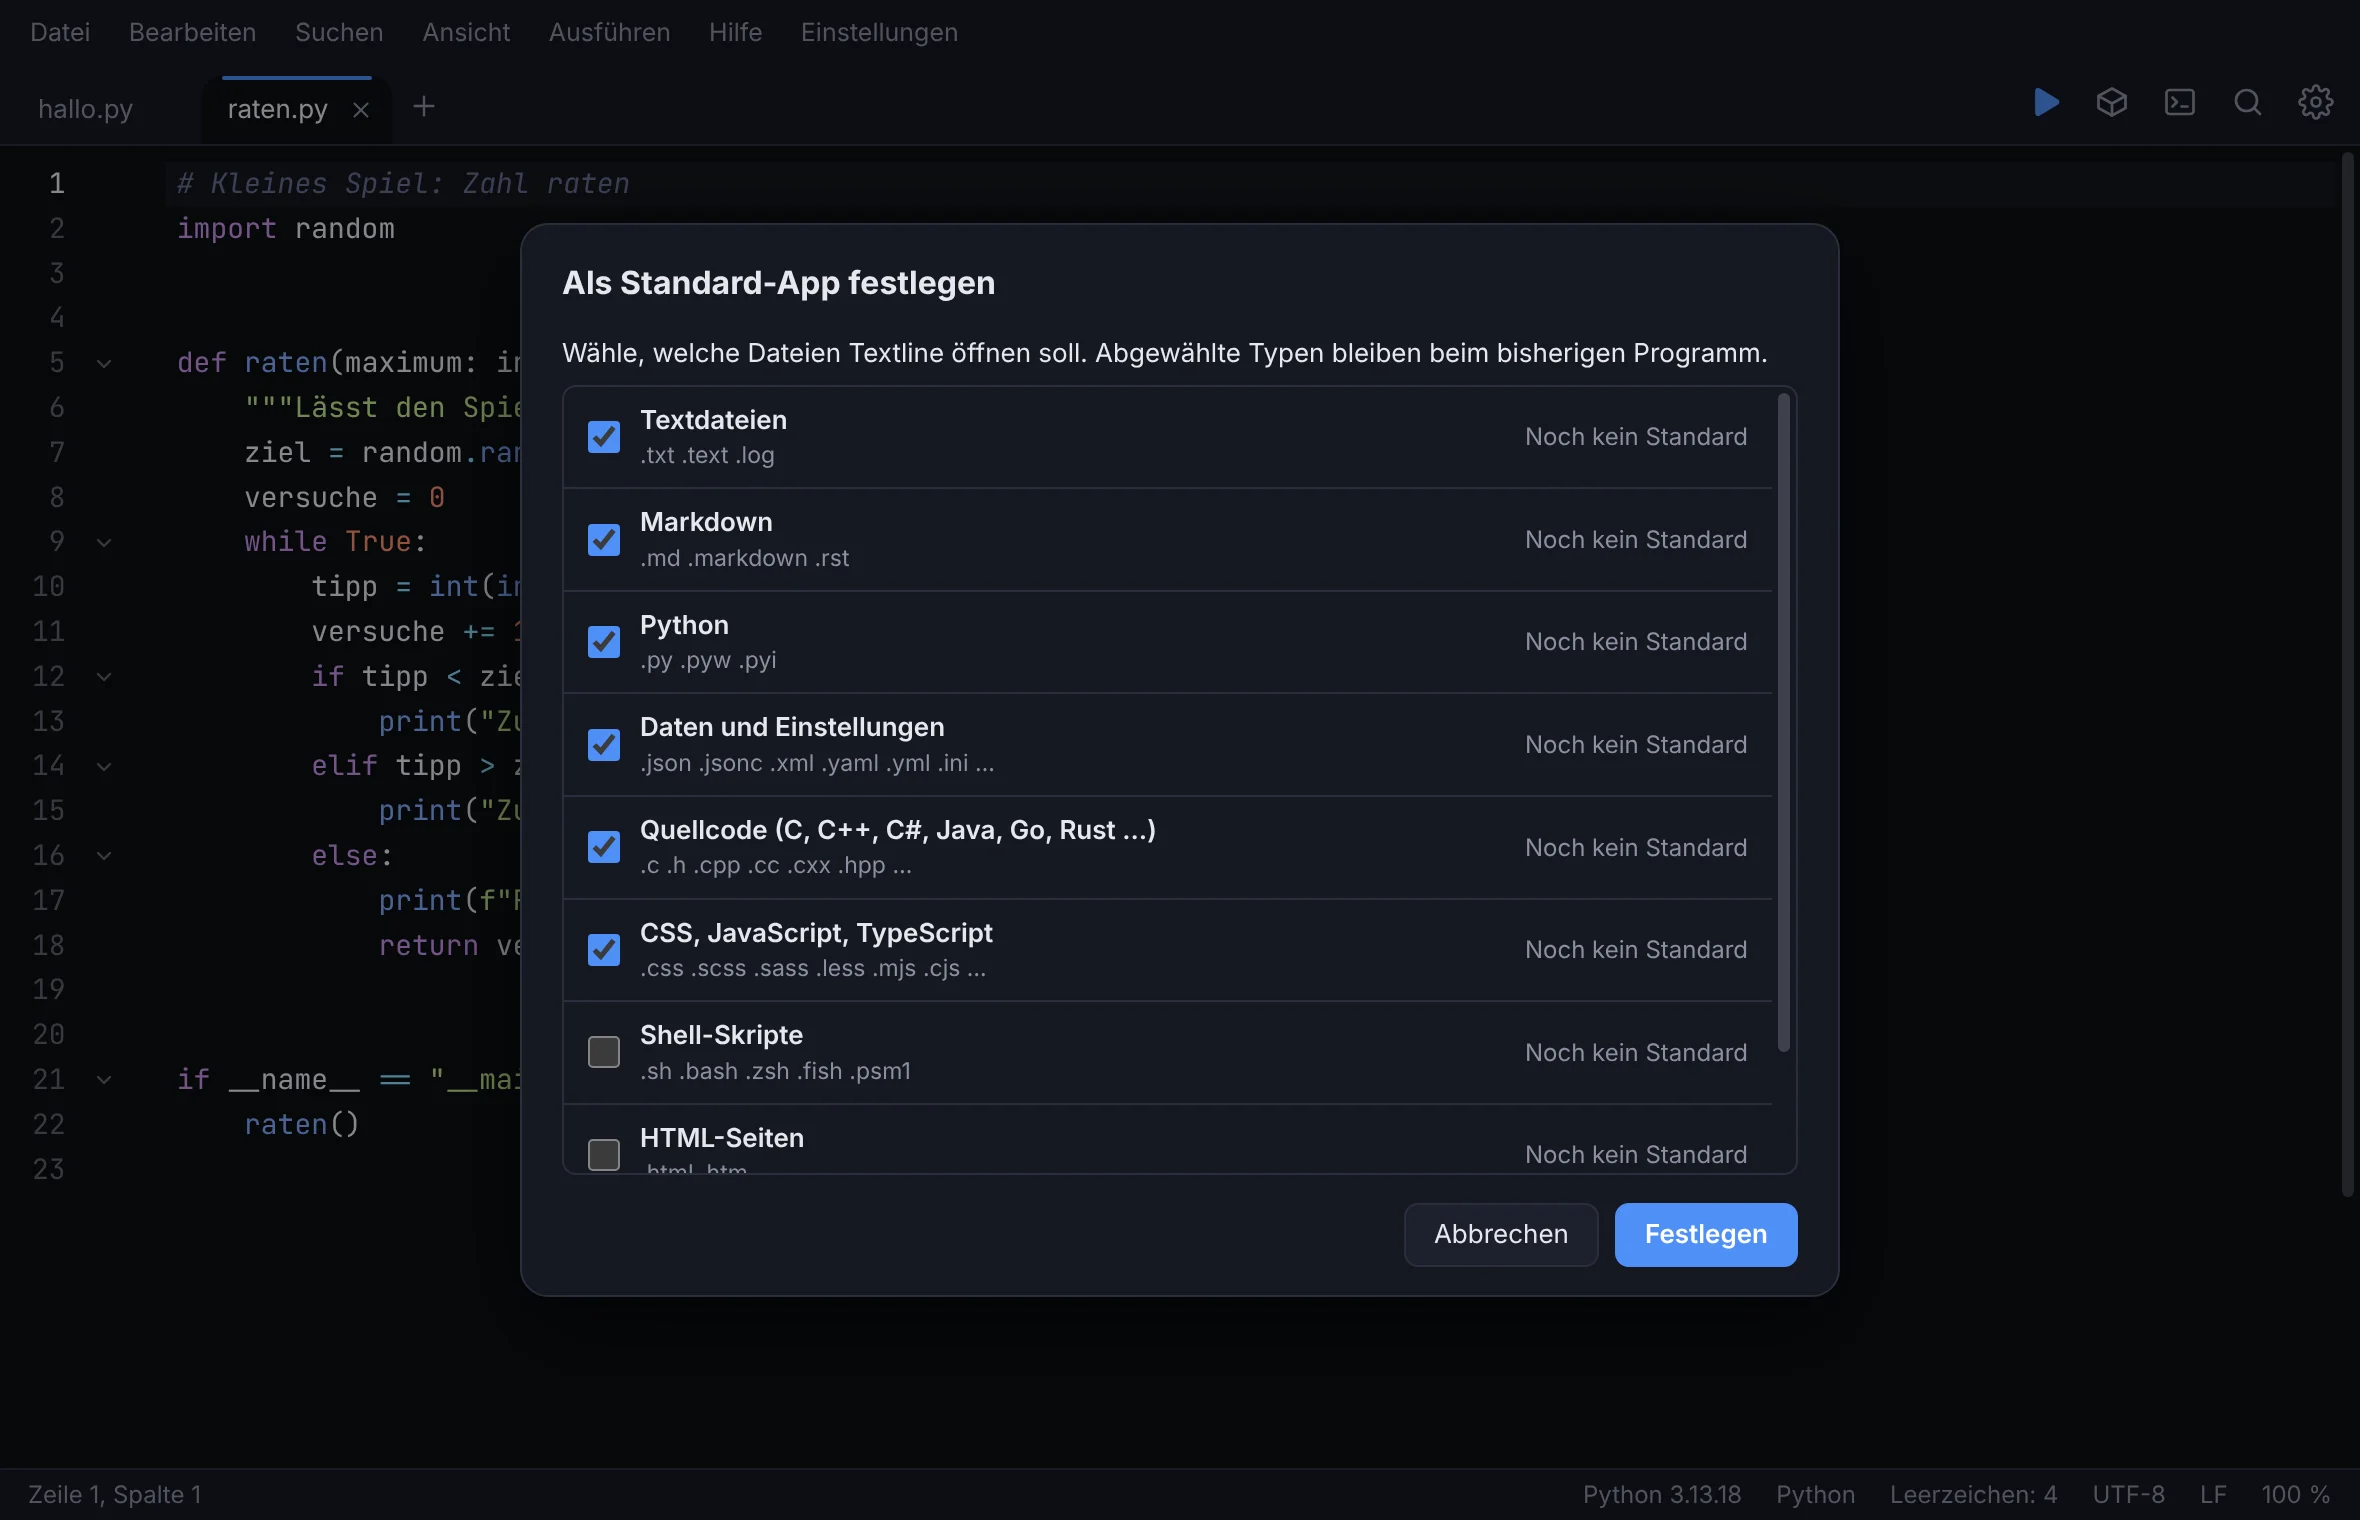 Datei Bearbeiten Suchen Ansicht Ausführen Hilfe Einstellungen
hallo.py raten.py
1 # Kleines Spiel: Zahl raten
2 import random
3
4
5 def raten(maximum:
6 """Lässt den
7 ziel = random.
8 versuche = 0
9 while True:
10 tipp = int(
11 versuche +=
12 if tipp <
13 print("
14 elif tipp >
15 print("
16 else:
17 print(f"
18 return
19
20
21 if __name__ == "
22 raten()
23
Als Standard-App festlegen
Wähle, welche Dateien Textline öffnen soll. Abgewählte Typen bleiben beim bisherigen Programm.
Textdateien
.txt .text .log
Noch kein Standard
Markdown
.md .markdown .rst
Noch kein Standard
Python
.py .pyw .pyi
Noch kein Standard
Daten und Einstellungen
.json .jsonc .xml .yaml .yml .ini ...
Noch kein Standard
Quellcode (C, C++, C#, Java, Go, Rust ...)
.c .h .cpp .cc .cxx .hpp ...
Noch kein Standard
CSS, JavaScript, TypeScript
.css .scss .sass .less .mjs .cjs ...
Noch kein Standard
Shell-Skripte
.sh .bash .zsh .fish .psm1
Noch kein Standard
HTML-Seiten
.html .htm
Noch kein Standard
Abbrechen Festlegen
Zeile 1, Spalte 1 Python 3.13.18 Python Leerzeichen: 4 UTF-8 LF 100 %